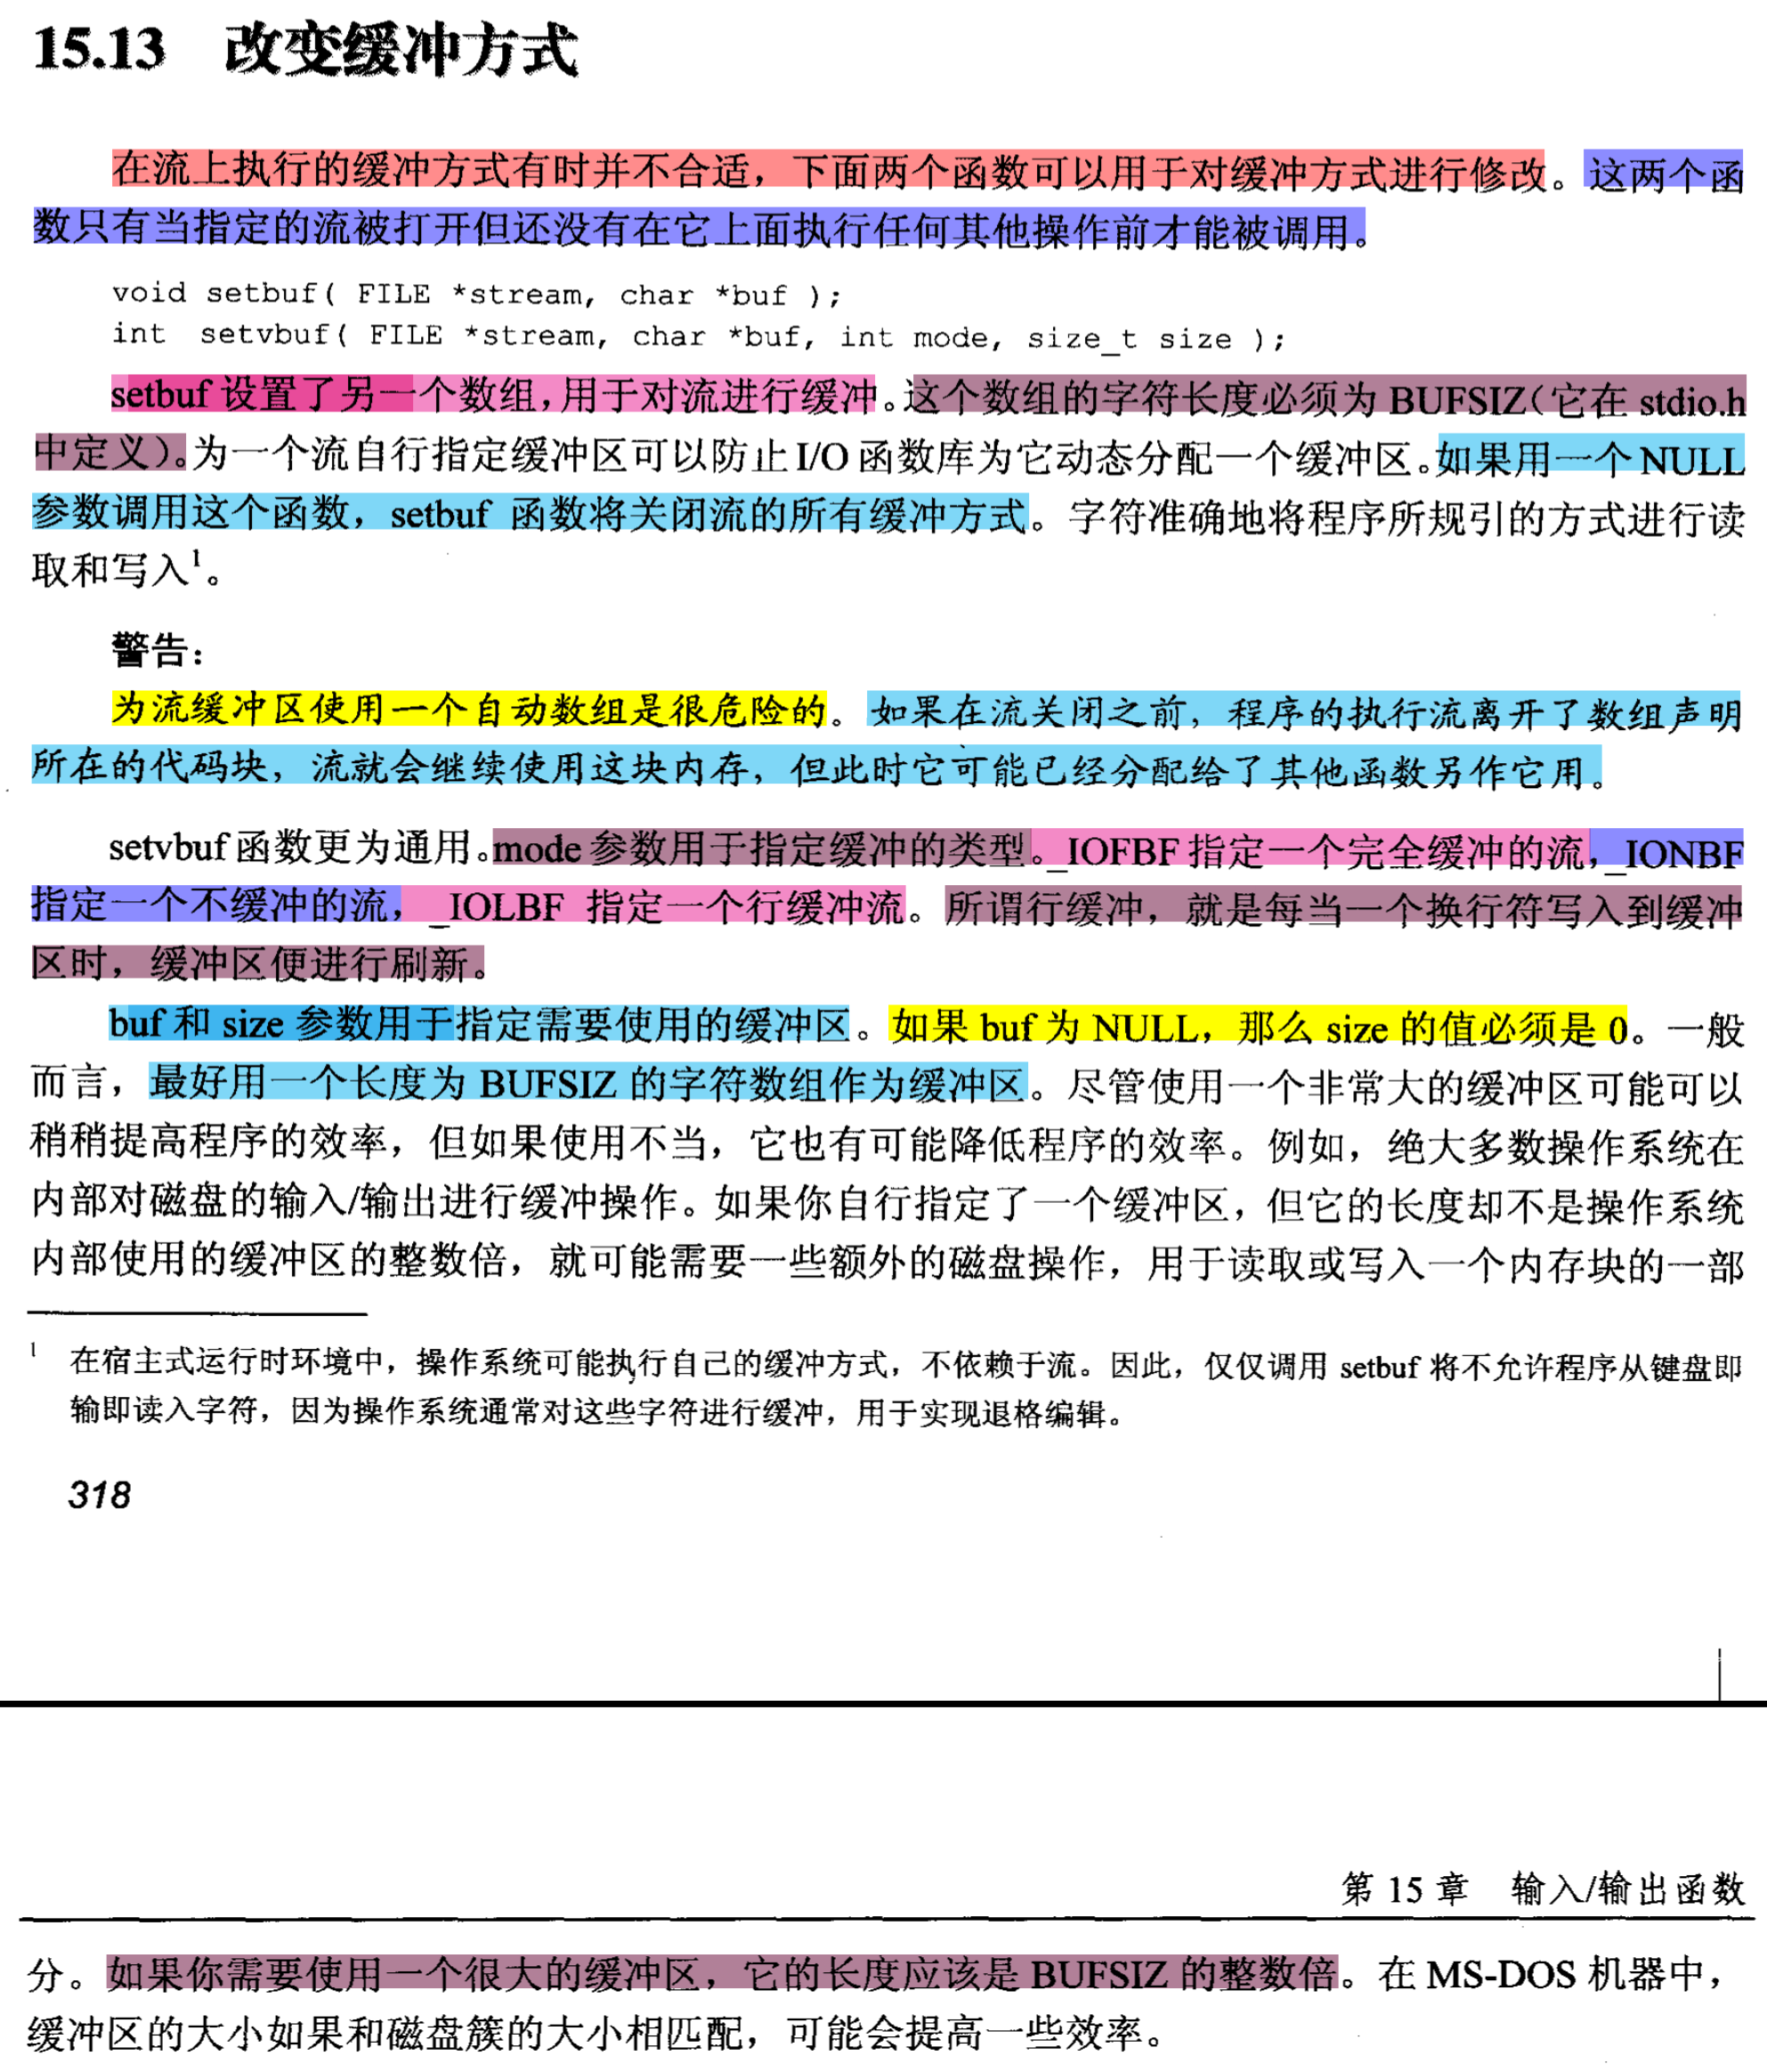 15.13 改变缓冲方式
在流上执行的缓冲方式有时并不合适，下面两个函数可以用于对缓冲方式进行修改。这两个函
数只有当指定的流被打开但还没有在它上面执行任何其他操作前才能被调用。
void setbuf( FILE *stream, char *buf );
int setvbuf( FILE *stream, char *buf, int mode, size_t size );
setbuf 设置了另一个数组，用于对流进行缓冲。这个数组的字符长度必须为 BUFSIZ（它在 stdio.h
中定义）。为一个流自行指定缓冲区可以防止 I/O 函数库为它动态分配一个缓冲区。如果用一个 NULL
参数调用这个函数，setbuf 函数将关闭流的所有缓冲方式。字符准确地将程序所规引的方式进行读
取和写入1。
警告：
为流缓冲区使用一个自动数组是很危险的。如果在流关闭之前，程序的执行流离开了数组声明
所在的代码块，流就会继续使用这块内存，但此时它可能已经分配给了其他函数另作它用。
setvbuf 函数更为通用。mode 参数用于指定缓冲的类型。_IOFBF 指定一个完全缓冲的流，_IONBF
指定一个不缓冲的流，_IOLBF 指定一个行缓冲流。所谓行缓冲，就是每当一个换行符写入到缓冲
区时，缓冲区便进行刷新。
buf 和 size 参数用于指定需要使用的缓冲区。如果 buf 为 NULL，那么 size 的值必须是 0。一般
而言，最好用一个长度为 BUFSIZ 的字符数组作为缓冲区。尽管使用一个非常大的缓冲区可能可以
稍稍提高程序的效率，但如果使用不当，它也有可能降低程序的效率。例如，绝大多数操作系统在
内部对磁盘的输入/输出进行缓冲操作。如果你自行指定了一个缓冲区，但它的长度却不是操作系统
内部使用的缓冲区的整数倍，就可能需要一些额外的磁盘操作，用于读取或写入一个内存块的一部
1 在宿主式运行时环境中，操作系统可能执行自己的缓冲方式，不依赖于流。因此，仅仅调用 setbuf 将不允许程序从键盘即
输即读入字符，因为操作系统通常对这些字符进行缓冲，用于实现退格编辑。
318
第 15 章 输入/输出函数
分。如果你需要使用一个很大的缓冲区，它的长度应该是 BUFSIZ 的整数倍。在 MS-DOS 机器中，
缓冲区的大小如果和磁盘簇的大小相匹配，可能会提高一些效率。